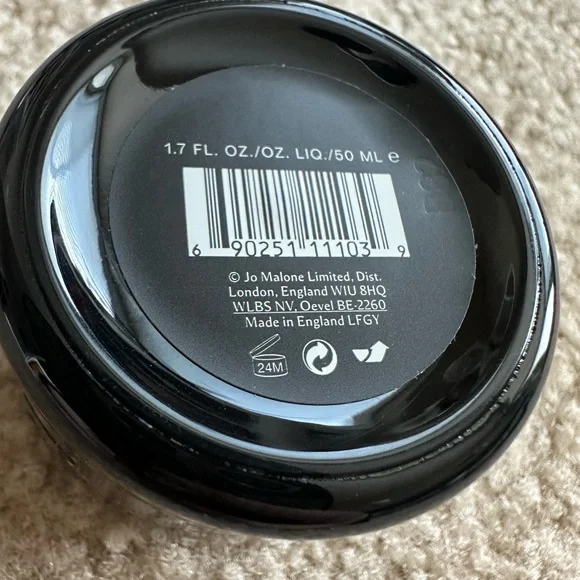 1.7 FL. OZ./OZ. LIQ./50 ML ℮
6 90251 11103 9
© Jo Malone Limited, Dist.
London, England W1U 8HQ
WLBS NV, Oevel BE-2260
Made in England LFGY
24M